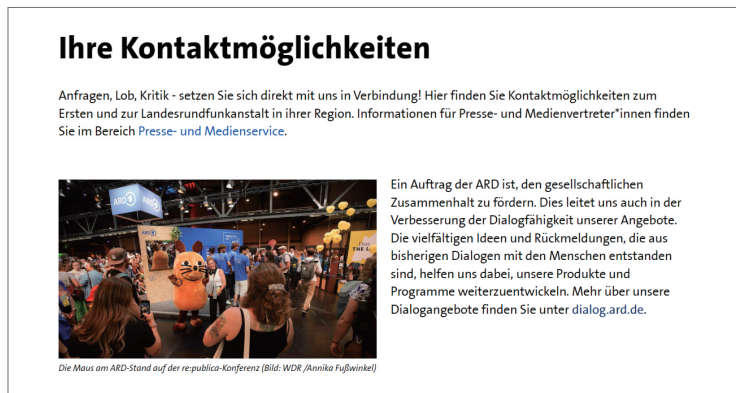 Ihre Kontaktmöglichkeiten
Anfragen, Lob, Kritik - setzen Sie sich direkt mit uns in Verbindung! Hier finden Sie Kontaktmöglichkeiten zum
Ersten und zur Landesrundfunkanstalt in ihrer Region. Informationen für Presse- und Medienvertreter*innen finden
Sie im Bereich Presse- und Medienservice.
ARD
ARD
Ein Auftrag der ARD ist, den gesellschaftlichen
Zusammenhalt zu fördern. Dies leitet uns auch in der
Verbesserung der Dialogfähigkeit unserer Angebote.
Die vielfältigen Ideen und Rückmeldungen, die aus
bisherigen Dialogen mit den Menschen entstanden
sind, helfen uns dabei, unsere Produkte und
Programme weiterzuentwickeln. Mehr über unsere
Dialogangebote finden Sie unter dialog.ard.de.
Die Maus am ARD-Stand auf der re:publica-Konferenz (Bild: WDR /Annika Fußwinkel)